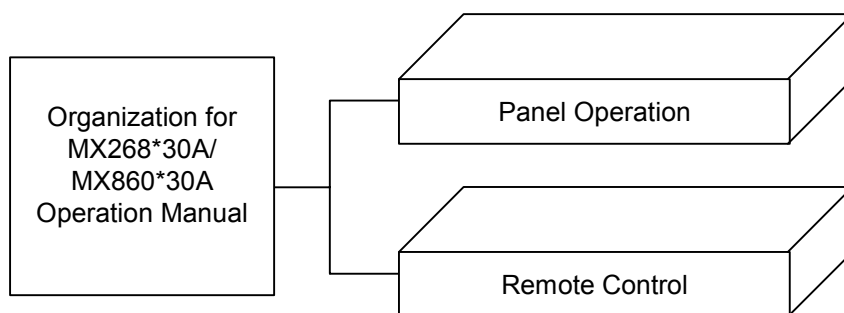 Organization for
MX268*30A/
MX860*30A
Operation Manual
Panel Operation
Remote Control